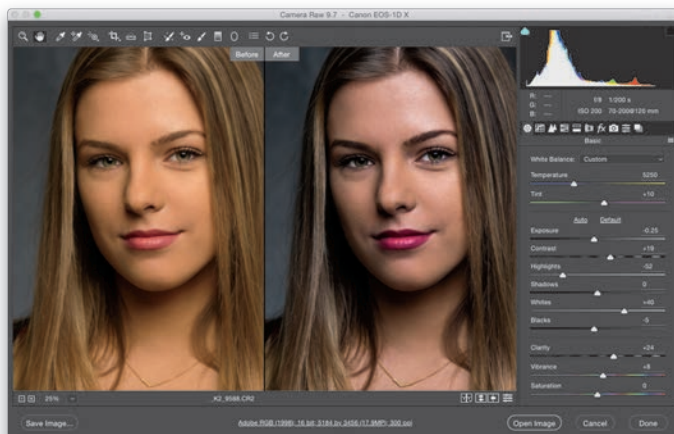 Camera Raw 9.7 - Canon EOS-1D X
Before
After
R: ---
G: ---
B: ---
f/9 1/200 s
ISO 200 70-200@120 mm
Basic
White Balance: Custom
Temperature 5250
Tint +10
Auto Default
Exposure -0.25
Contrast +19
Highlights -52
Shadows 0
Whites +40
Blacks -5
Clarity +24
Vibrance +8
Saturation 0
25%
_K2_9588.CR2
Save Image...
Adobe RGB (1998); 16 bit; 5184 by 3456 (17.9MP); 300 ppi
Open Image
Cancel
Done